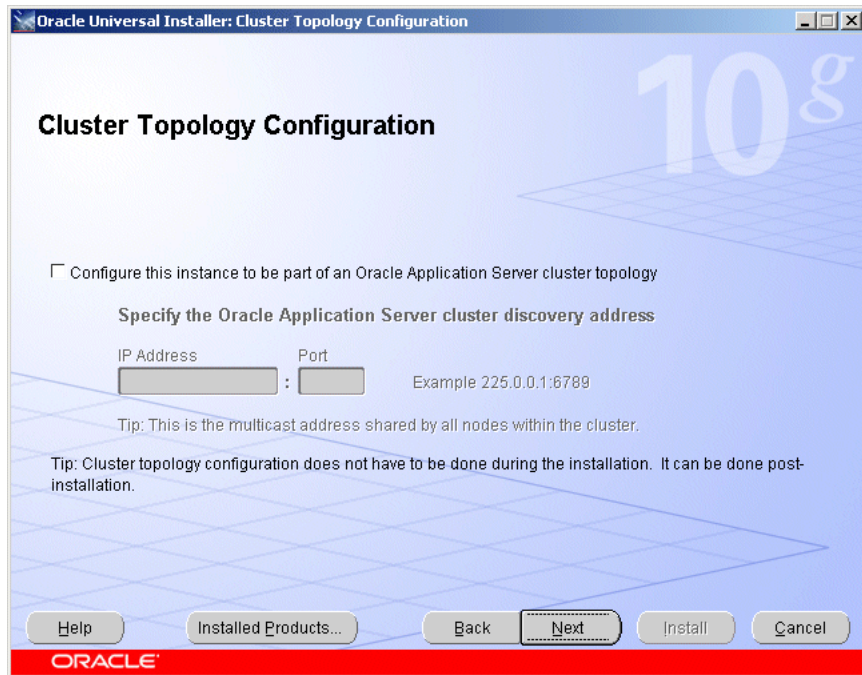 Oracle Universal Installer: Cluster Topology Configuration
10g
Cluster Topology Configuration
Configure this instance to be part of an Oracle Application Server cluster topology
Specify the Oracle Application Server cluster discovery address
IP Address Port
: Example 225.0.0.1:6789
Tip: This is the multicast address shared by all nodes within the cluster.
Tip: Cluster topology configuration does not have to be done during the installation. It can be done post-
installation.
Help Installed Products... Back Next Install Cancel
ORACLE